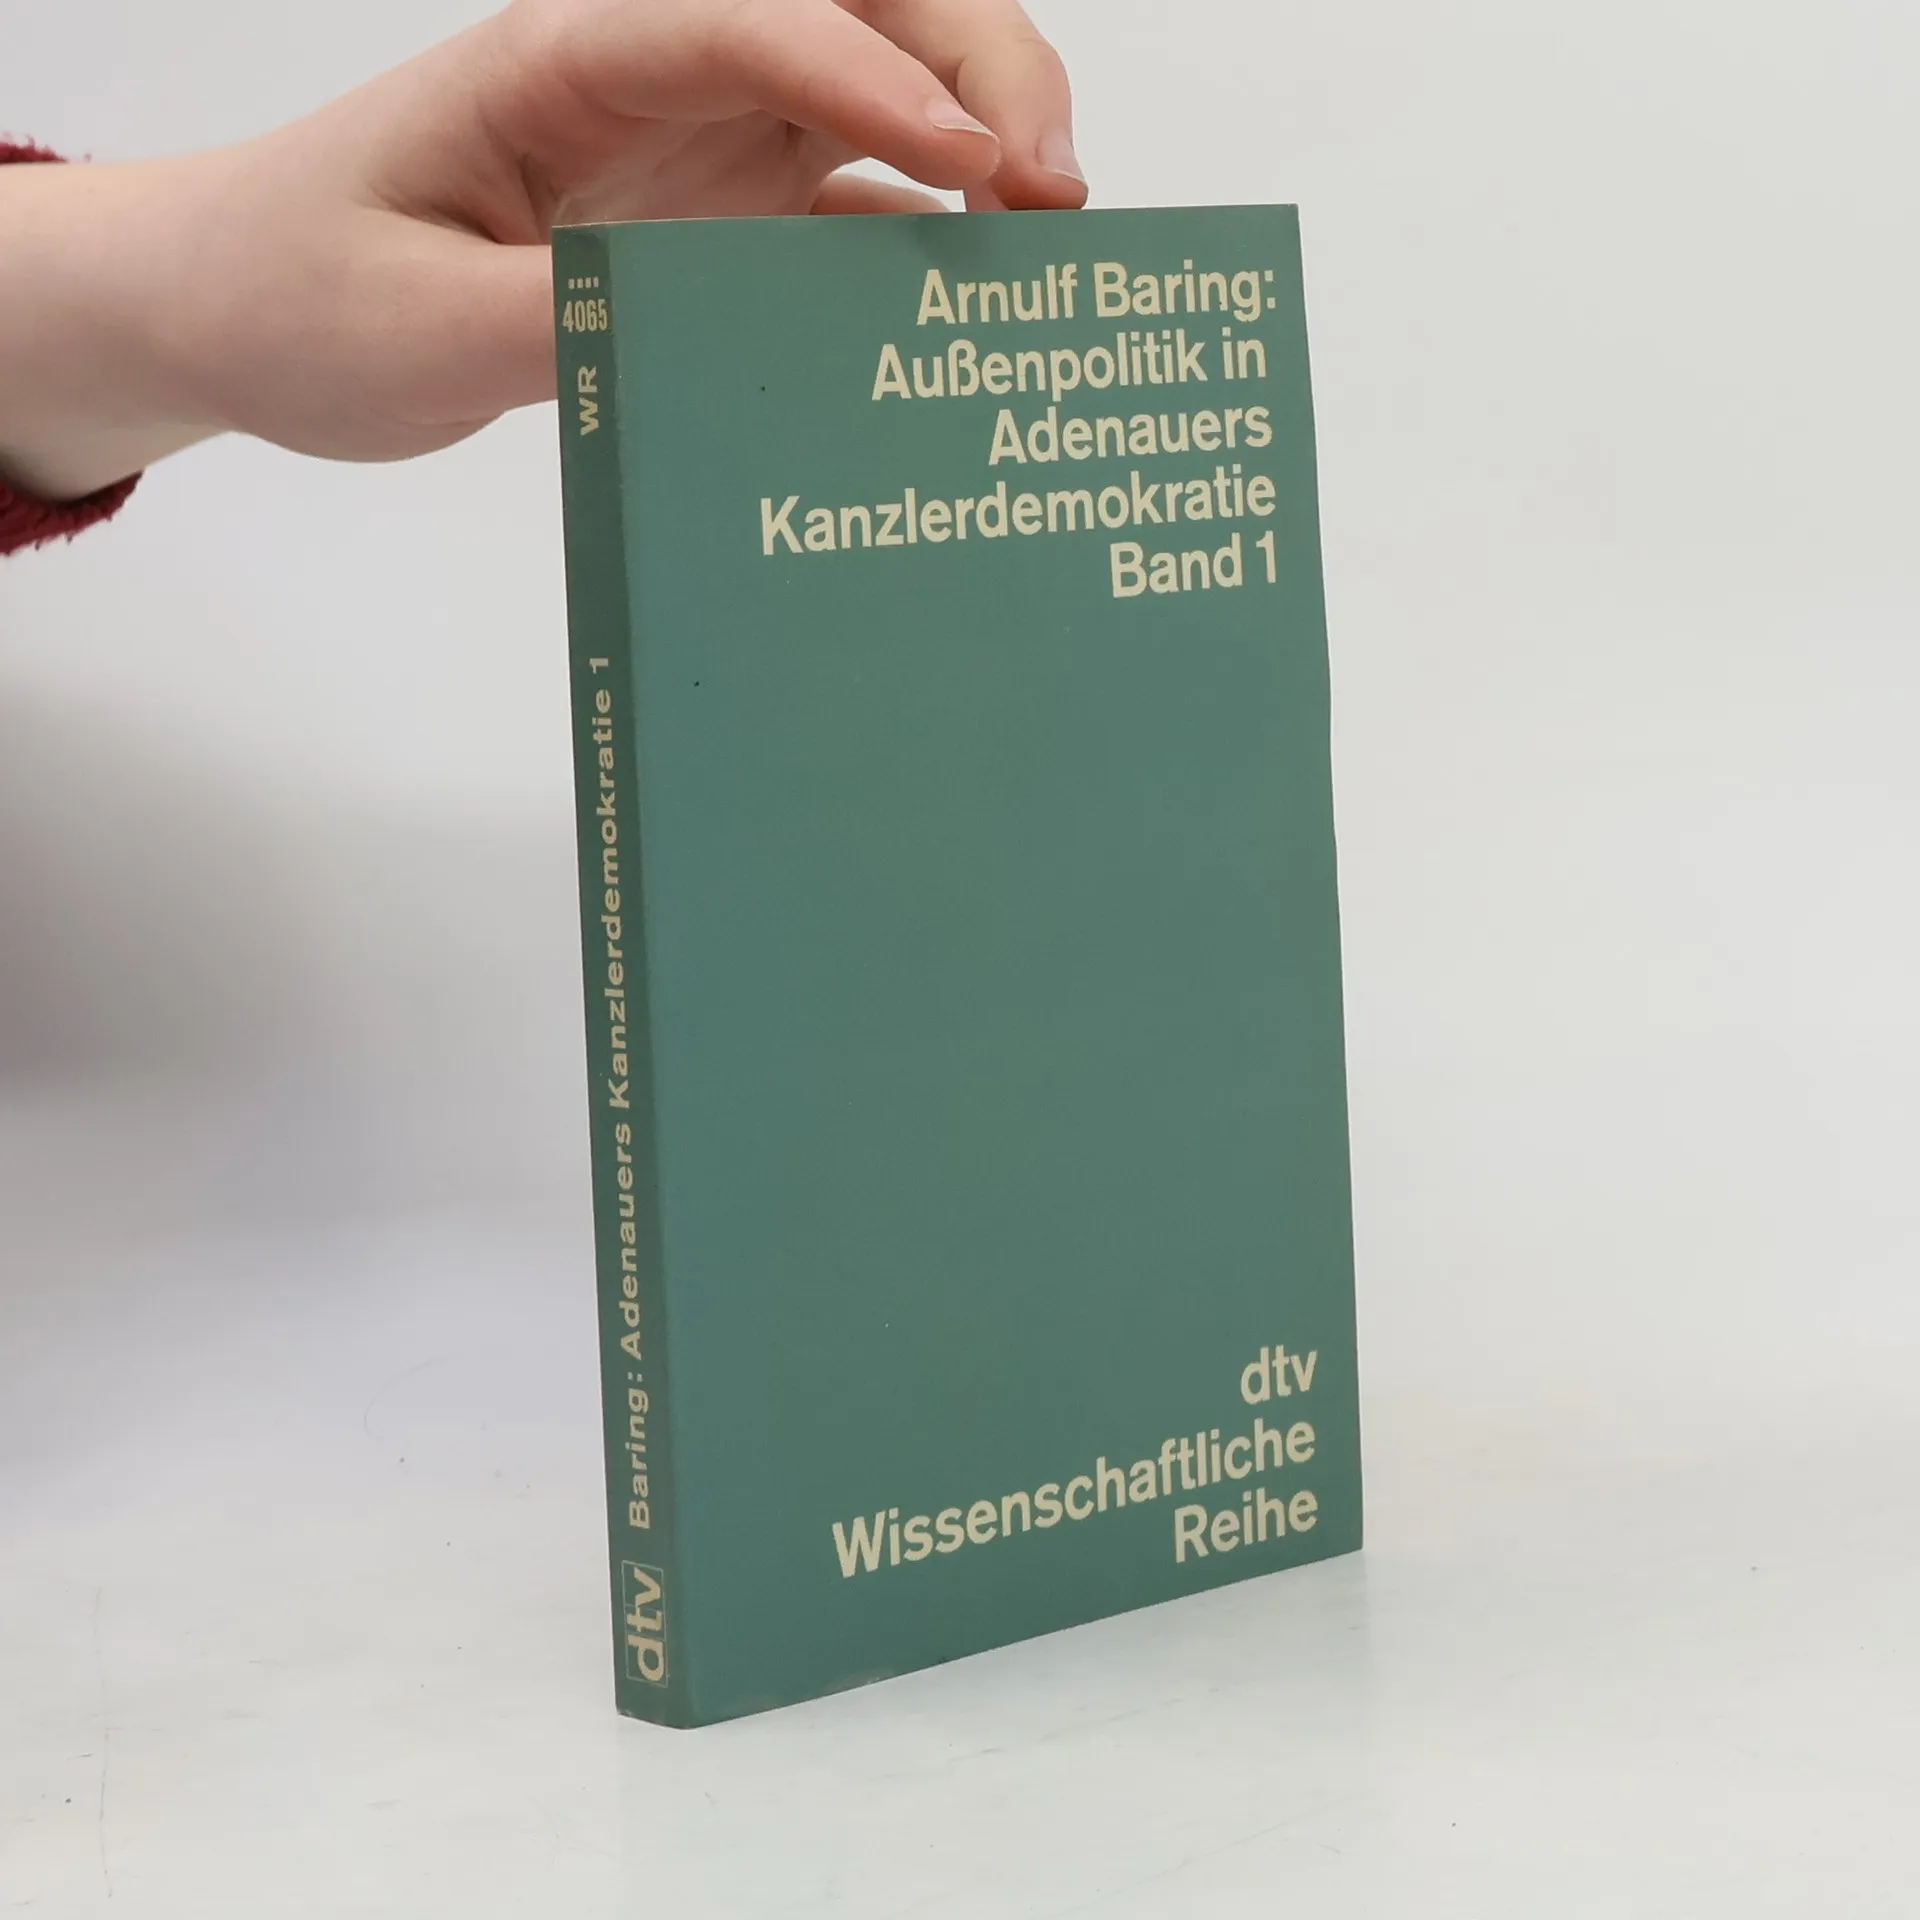 Arnulf Baring:
Außenpolitik in
Adenauers
Kanzlerdemokratie
Band 1
dtv
Wissenschaftliche
Reihe
4065
WR
Baring: Adenauers Kanzlerdemokratie 1
dtv